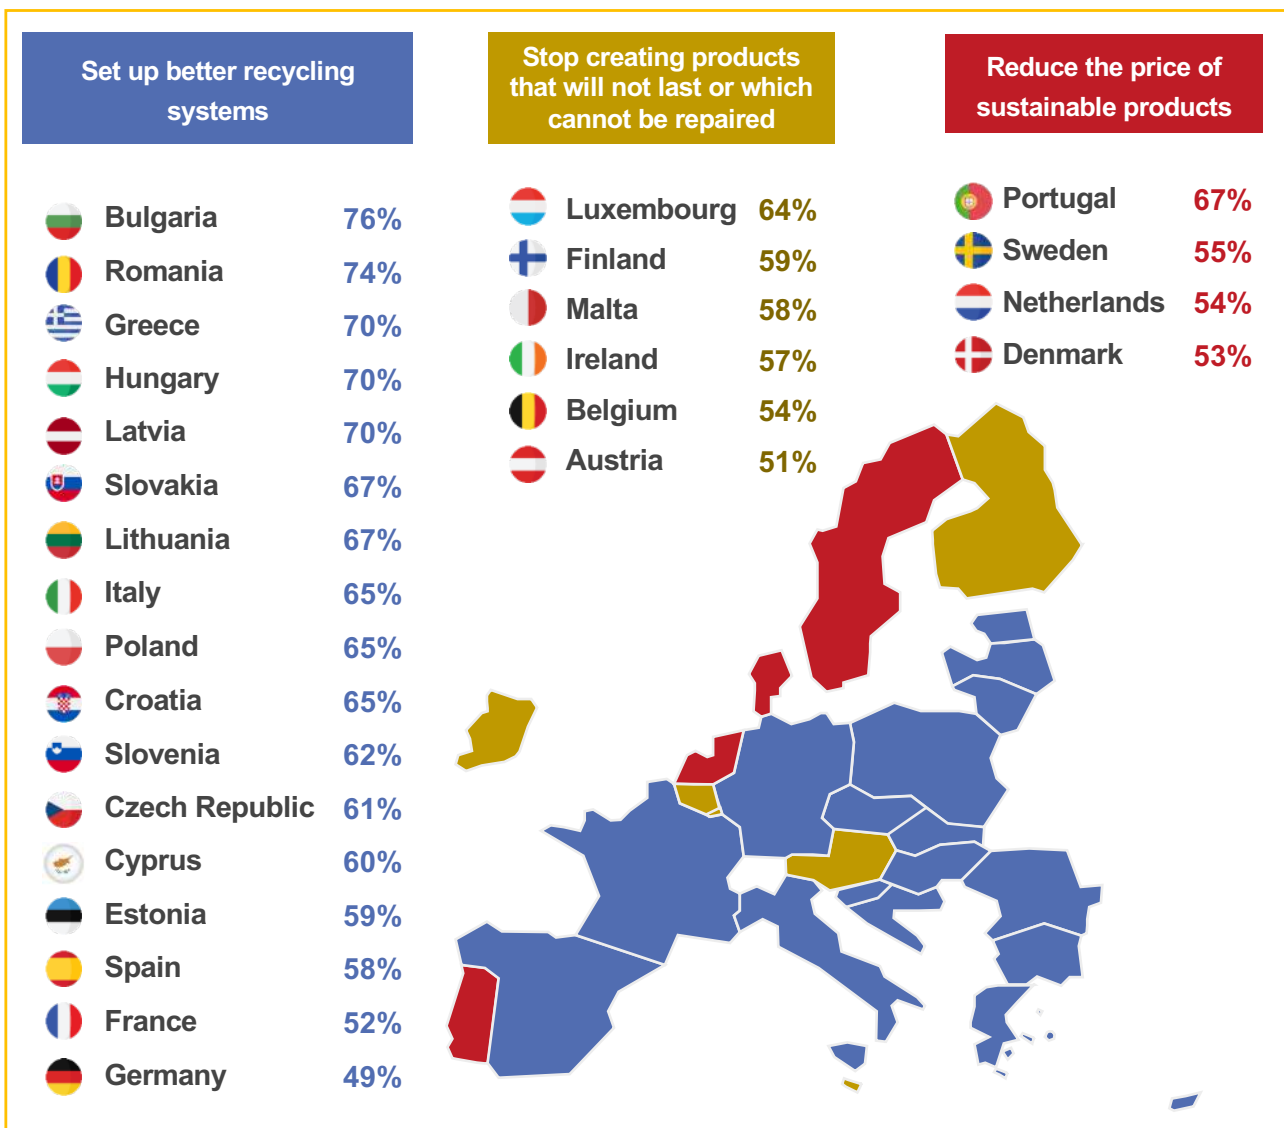 Set up better recycling
systems
Bulgaria 76%
Romania 74%
Greece 70%
Hungary 70%
Latvia 70%
Slovakia 67%
Lithuania 67%
Italy 65%
Poland 65%
Croatia 65%
Slovenia 62%
Czech Republic 61%
Cyprus 60%
Estonia 59%
Spain 58%
France 52%
Germany 49%
Stop creating products
that will not last or which
cannot be repaired
Luxembourg 64%
Finland 59%
Malta 58%
Ireland 57%
Belgium 54%
Austria 51%
Reduce the price of
sustainable products
Portugal 67%
Sweden 55%
Netherlands 54%
Denmark 53%